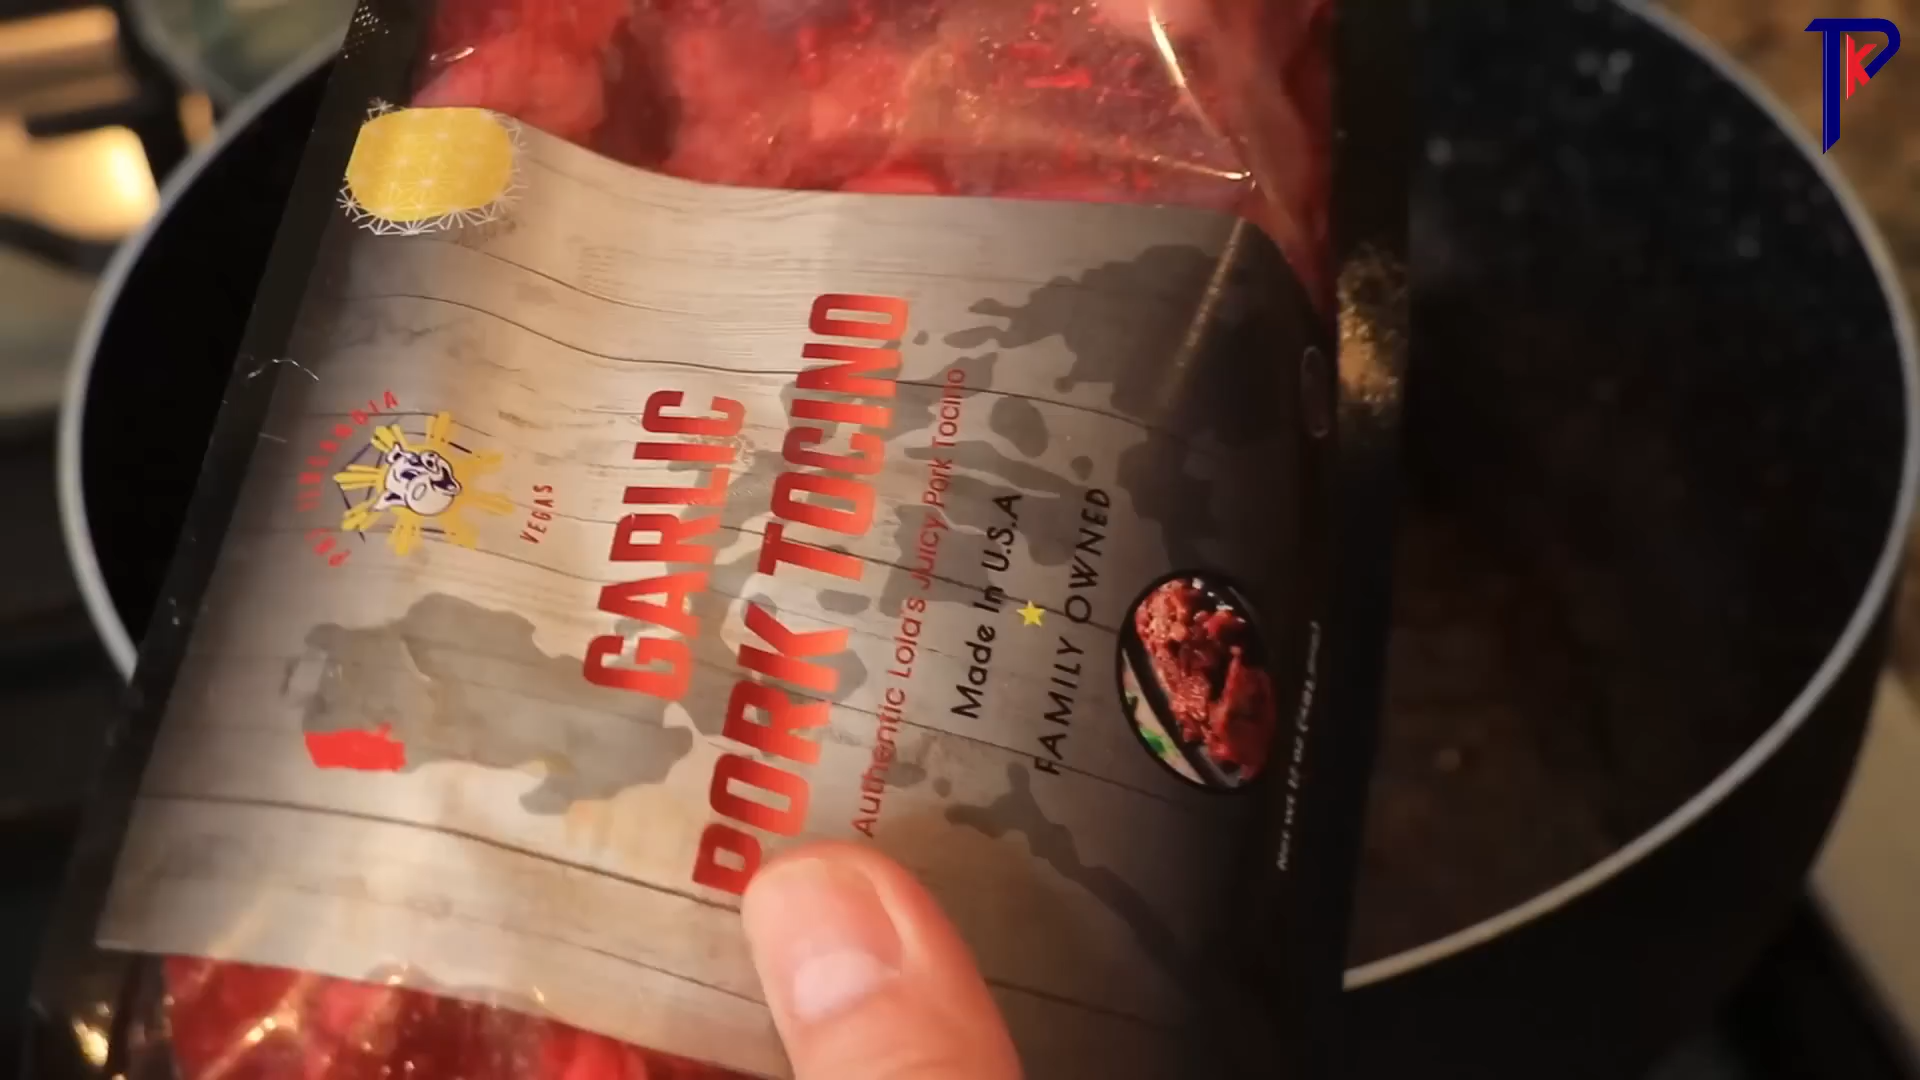 VEGAS
GARLIC
PORK TOCINO
Authentic Lola's Juicy Pork Tocino
Made In U.S.A
FAMILY OWNED